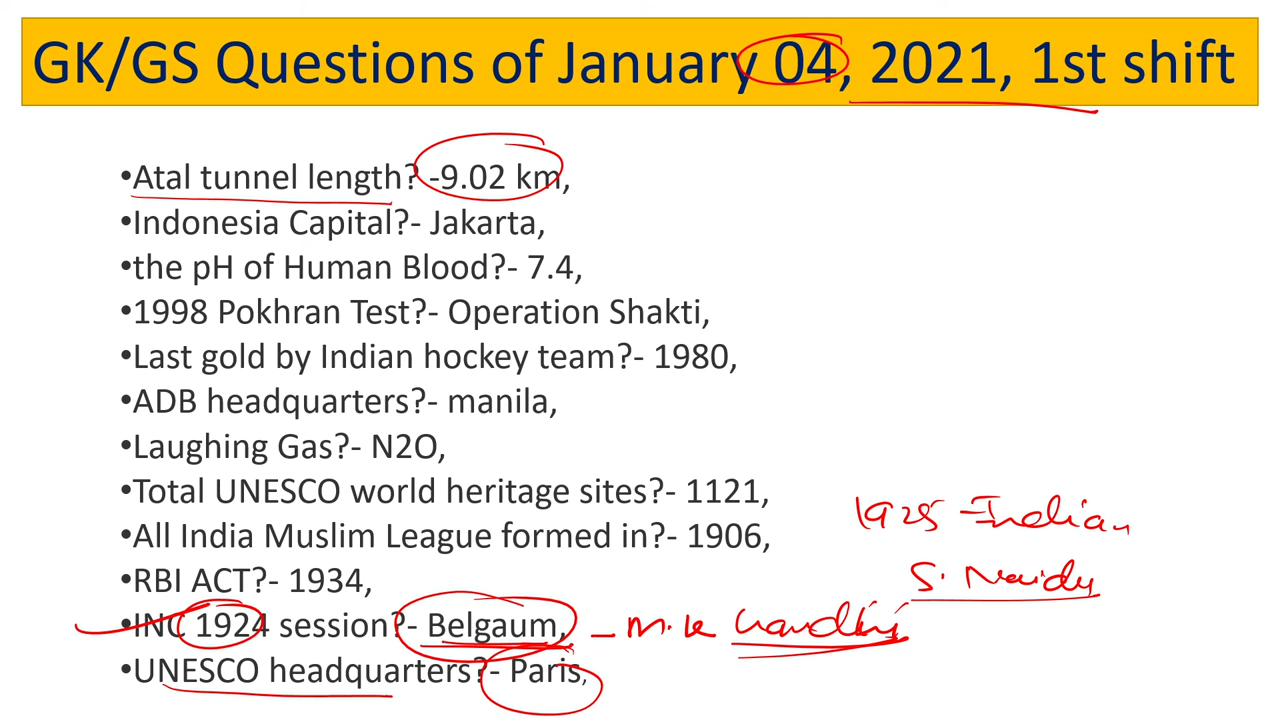 GK/GS Questions of January 04, 2021, 1st shift
•Atal tunnel length? -9.02 km,
•Indonesia Capital?- Jakarta,
•the pH of Human Blood?- 7.4,
•1998 Pokhran Test?- Operation Shakti,
•Last gold by Indian hockey team?- 1980,
•ADB headquarters?- manila,
•Laughing Gas?- N2O,
•Total UNESCO world heritage sites?- 1121,
•All India Muslim League formed in?- 1906,
•RBI ACT?- 1934,
•INC 1924 session?- Belgaum, - M.K Gandhi
•UNESCO headquarters?- Paris,
1925 - Indian
S. Naidu